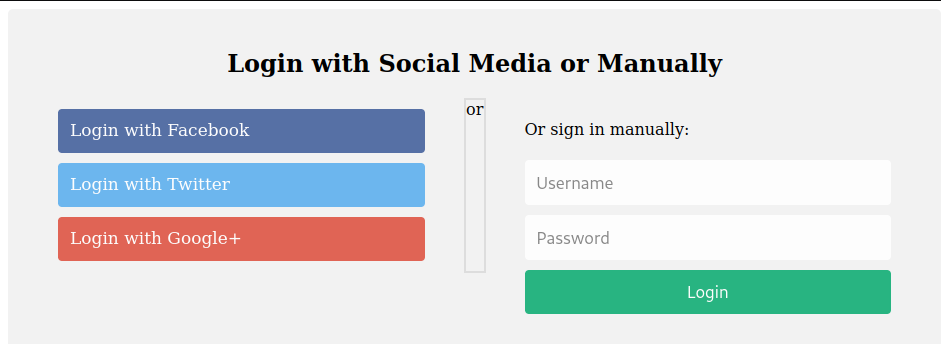 Login with Social Media or Manually
Login with Facebook
Login with Twitter
Login with Google+
or
Or sign in manually:
Username
Password
Login